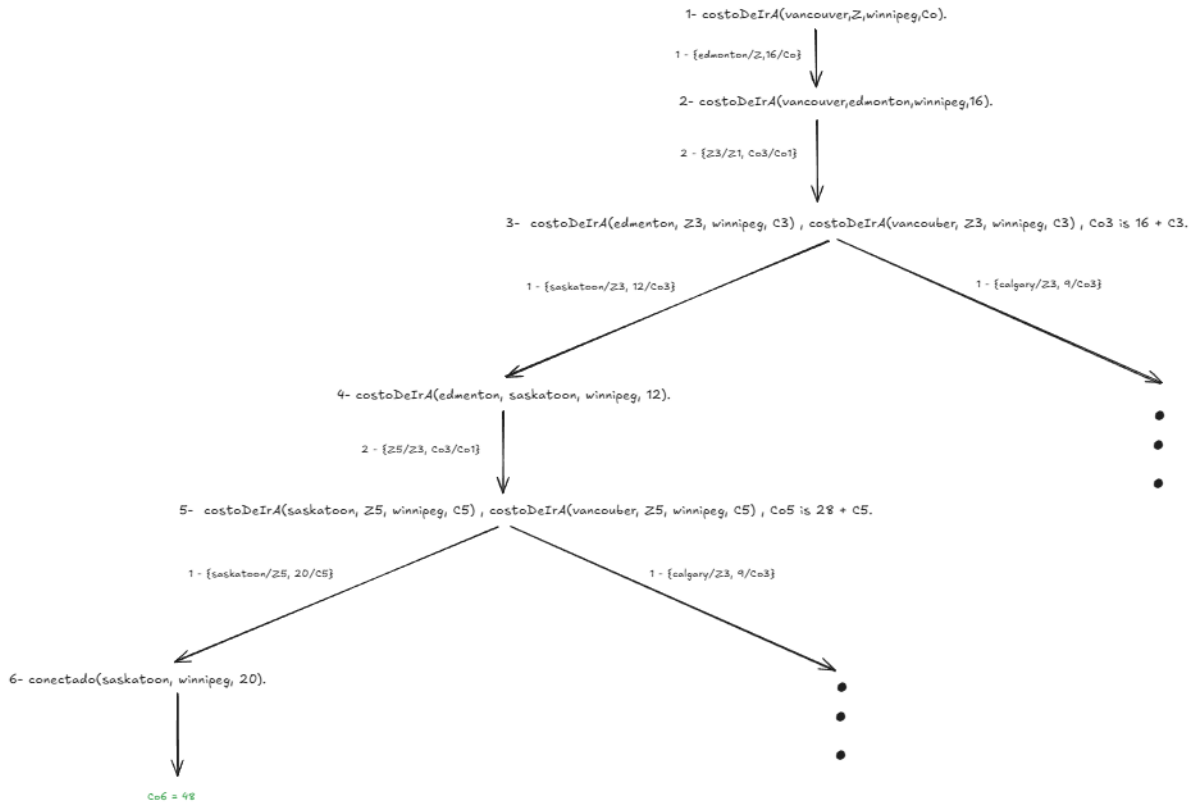 1- costoDeIrA(vancouver,Z,winnipeg,Co).
1 - {edmonton/Z,16/Co}
2- costoDeIrA(vancouver,edmonton,winnipeg,16).
2 - {Z3/Z1, Co3/Co1}
3- costoDeIrA(edmenton, Z3, winnipeg, C3) , costoDeIrA(vancouber, Z3, winnipeg, C3) , Co3 is 16 + C3.
1 - {saskatoon/Z3, 12/Co3}
1 - {calgary/Z3, 9/Co3}
4- costoDeIrA(edmenton, saskatoon, winnipeg, 12).
2 - {Z5/Z3, Co3/Co1}
5- costoDeIrA(saskatoon, Z5, winnipeg, C5) , costoDeIrA(vancouber, Z5, winnipeg, C5) , Co5 is 28 + C5.
1 - {saskatoon/Z5, 20/C5}
1 - {calgary/Z3, 9/Co3}
6- conectado(saskatoon, winnipeg, 20).
Co6 = 48